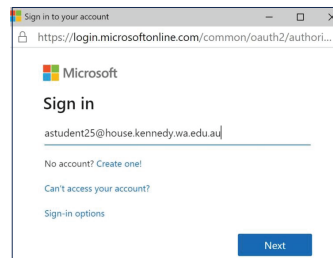 Sign in to your account
https://login.microsoftonline.com/common/oauth2/authori...
Microsoft
Sign in
astudent25@house.kennedy.wa.edu.au
No account? Create one!
Can't access your account?
Sign-in options
Next